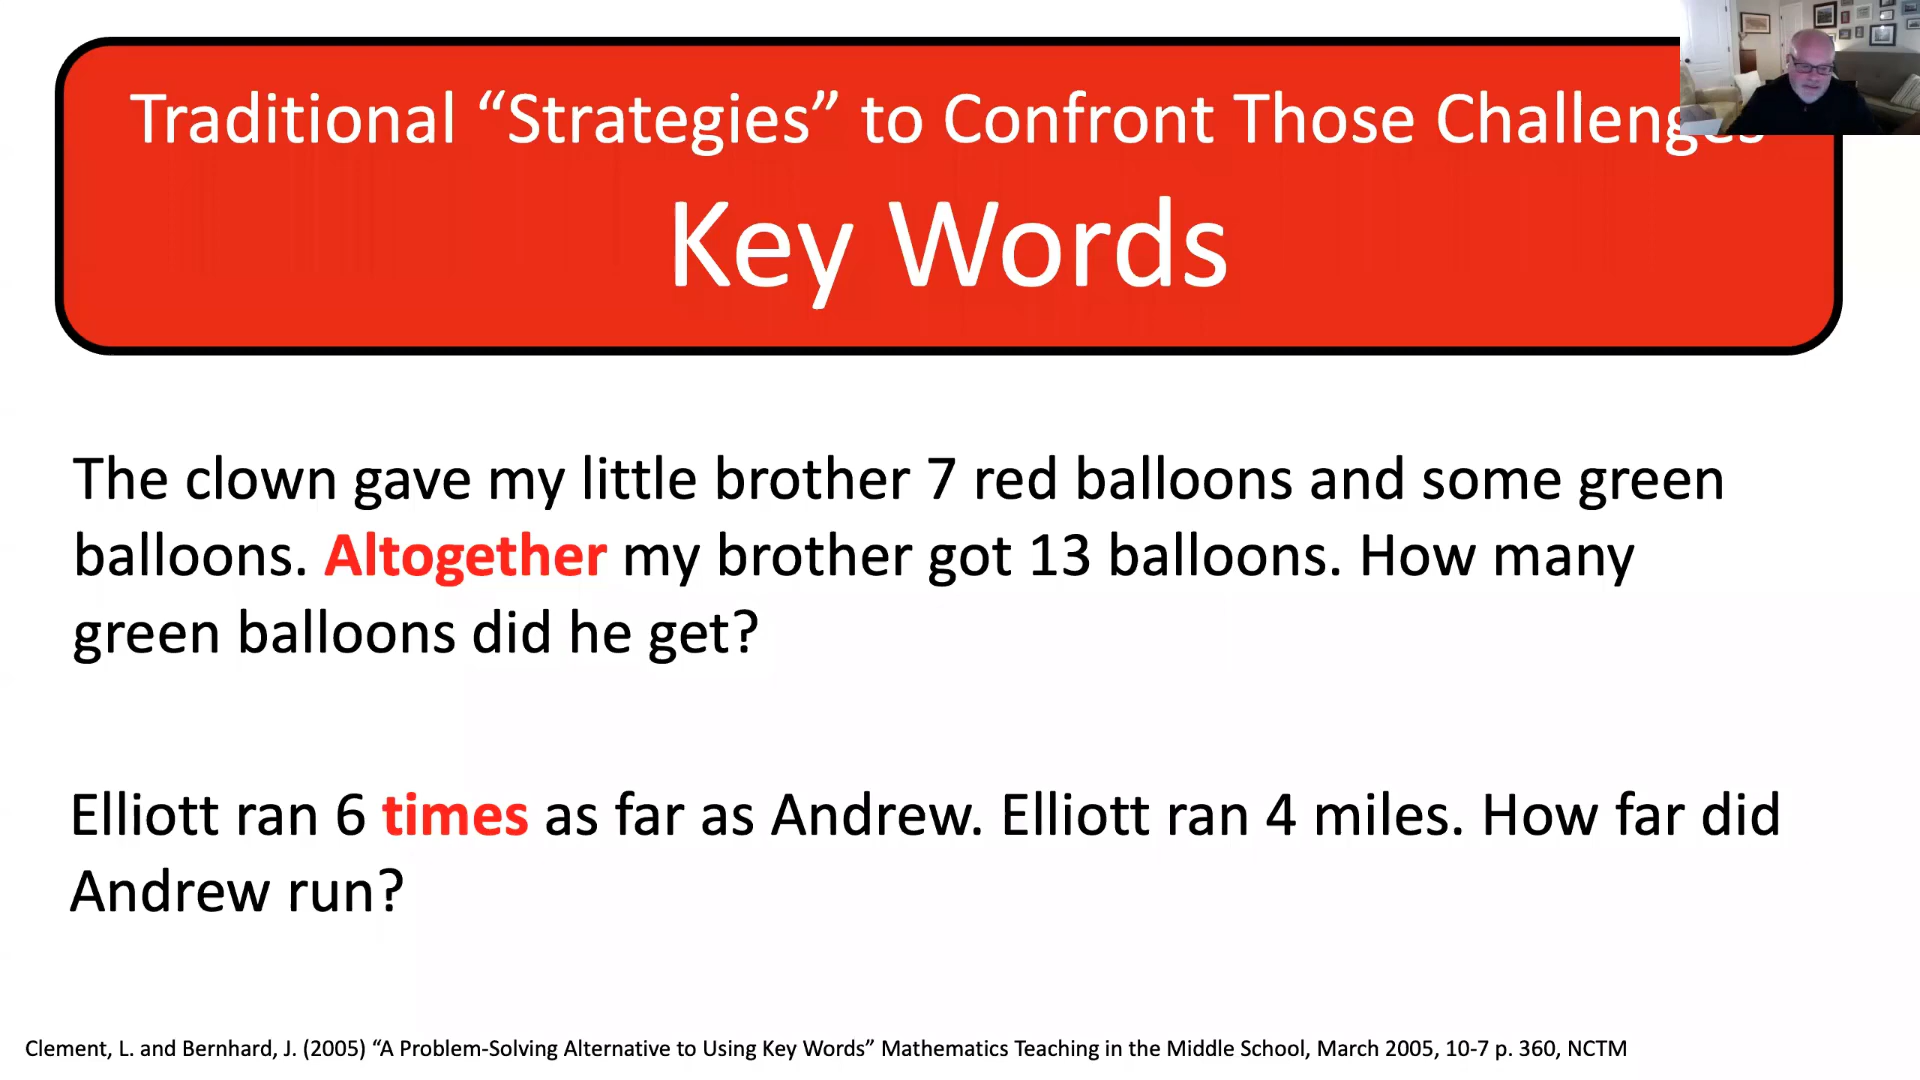 Traditional “Strategies” to Confront Those Challenges
Key Words
The clown gave my little brother 7 red balloons and some green
balloons. Altogether my brother got 13 balloons. How many
green balloons did he get?
Elliott ran 6 times as far as Andrew. Elliott ran 4 miles. How far did
Andrew run?
Clement, L. and Bernhard, J. (2005) “A Problem-Solving Alternative to Using Key Words” Mathematics Teaching in the Middle School, March 2005, 10-7 p. 360, NCTM